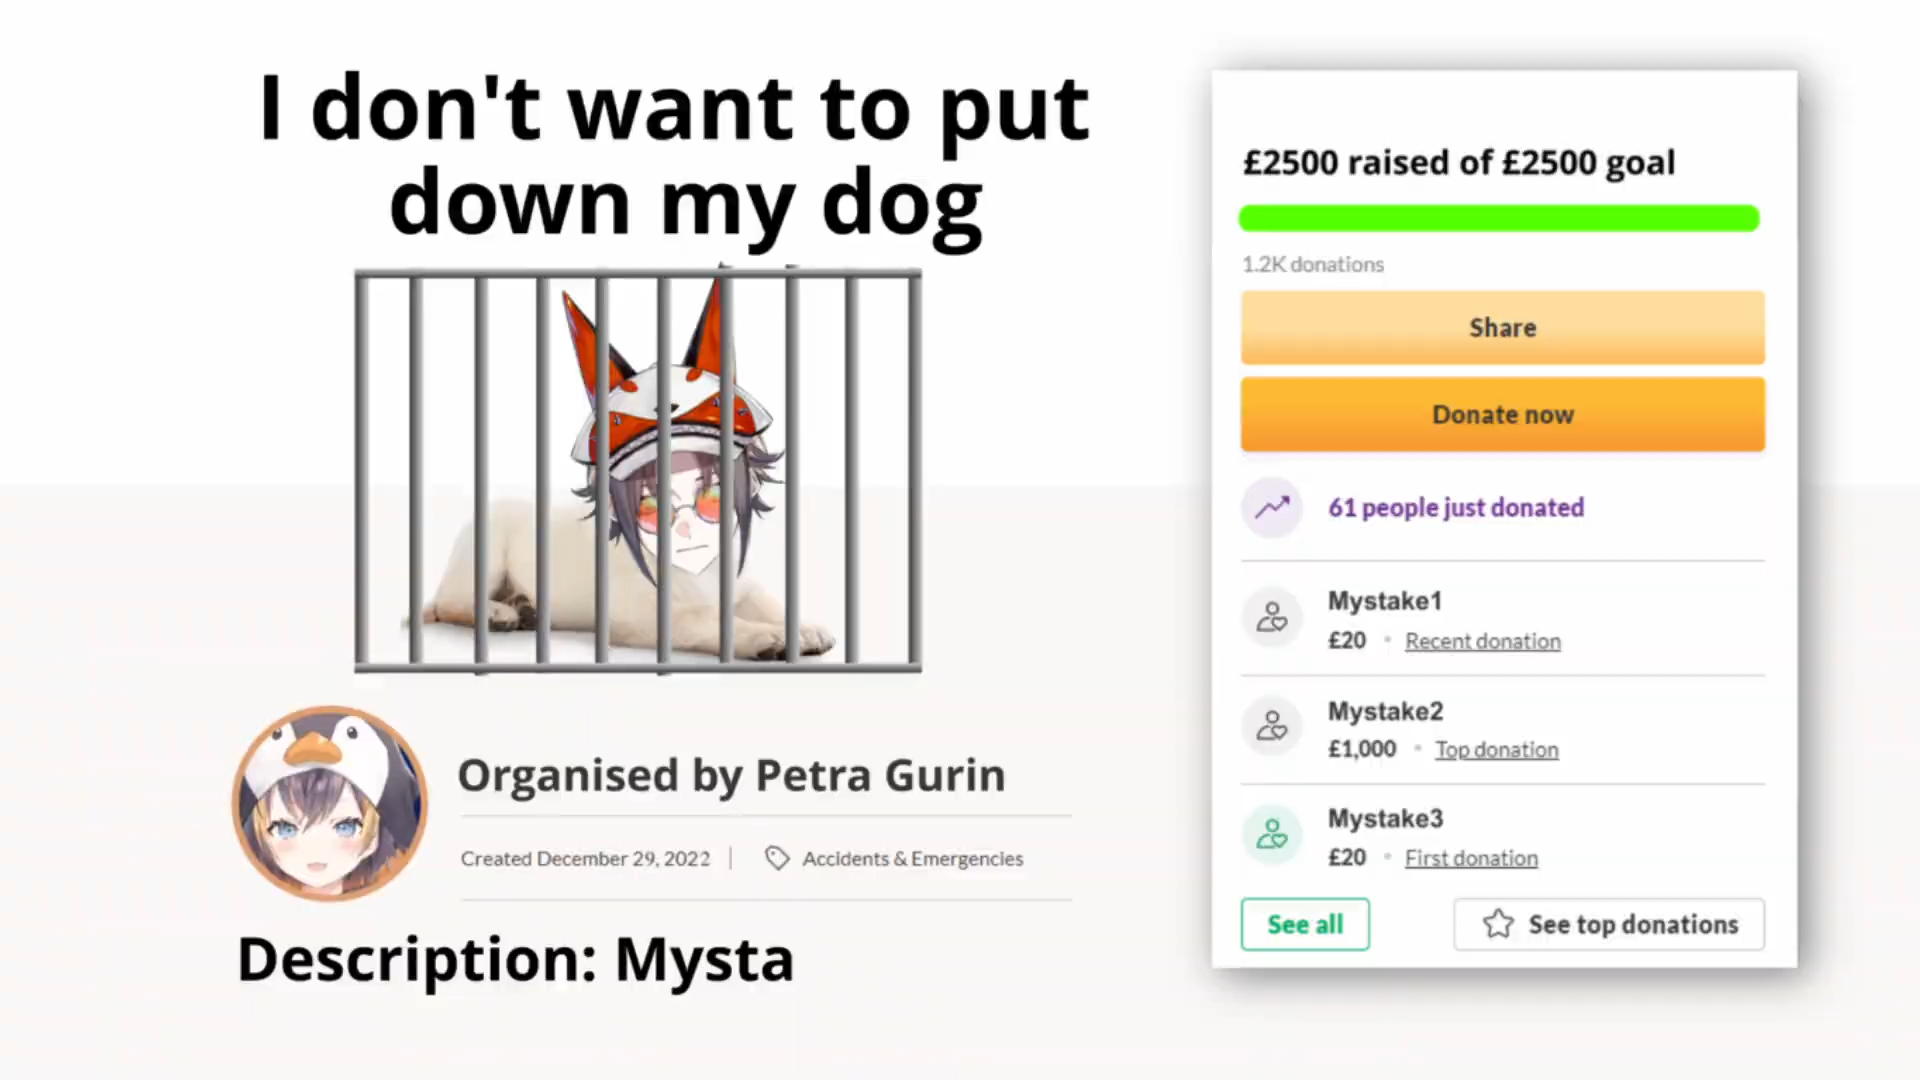 I don't want to put
down my dog
Organised by Petra Gurin
Created December 29, 2022
Accidents & Emergencies
Description: Mysta
£2500 raised of £2500 goal
1.2K donations
Share
Donate now
61 people just donated
Mystake1
£20 • Recent donation
Mystake2
£1,000 • Top donation
Mystake3
£20 • First donation
See all
See top donations